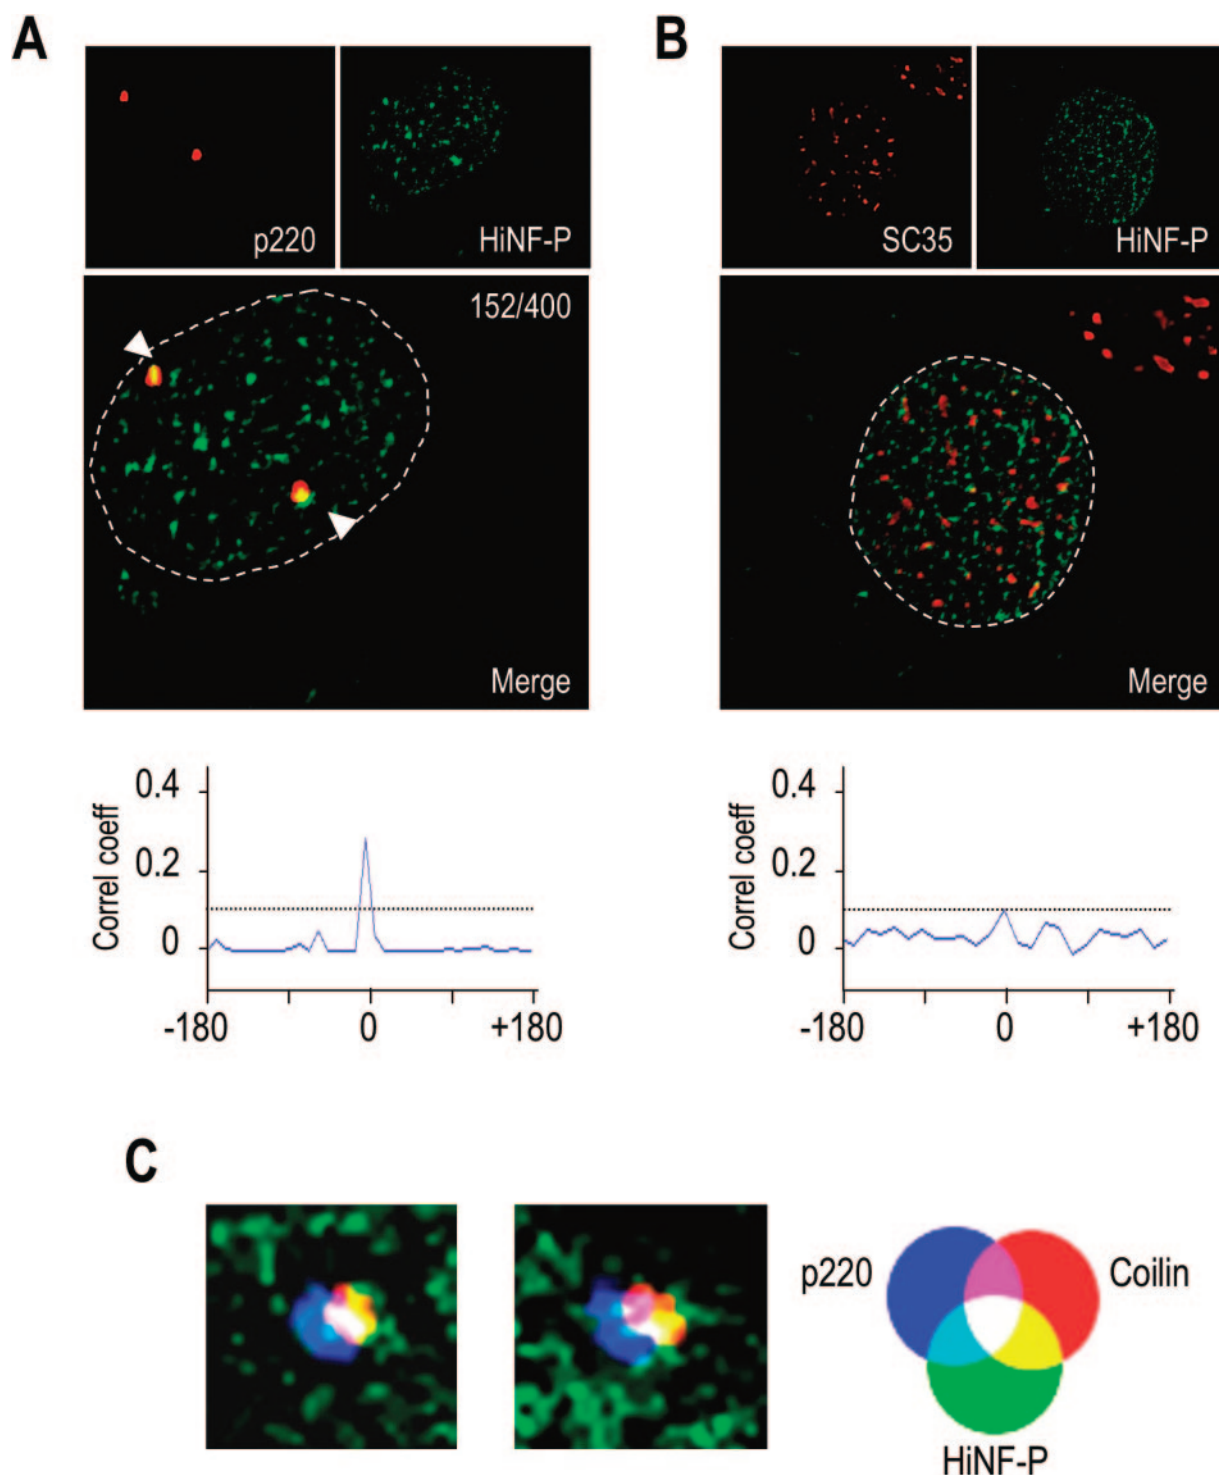 A
B
p220
HiNF-P
SC35
HiNF-P
152/400
Merge
Merge
Correl coeff
0.4
0.2
0
-180
0
+180
Correl coeff
0.4
0.2
0
-180
0
+180
C
p220
Coilin
HiNF-P